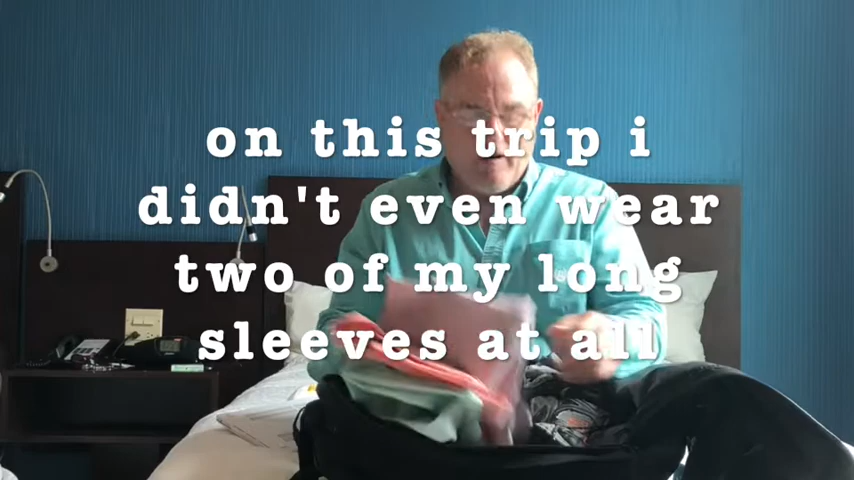 on this trip i
didn't even wear
two of my long
sleeves at all